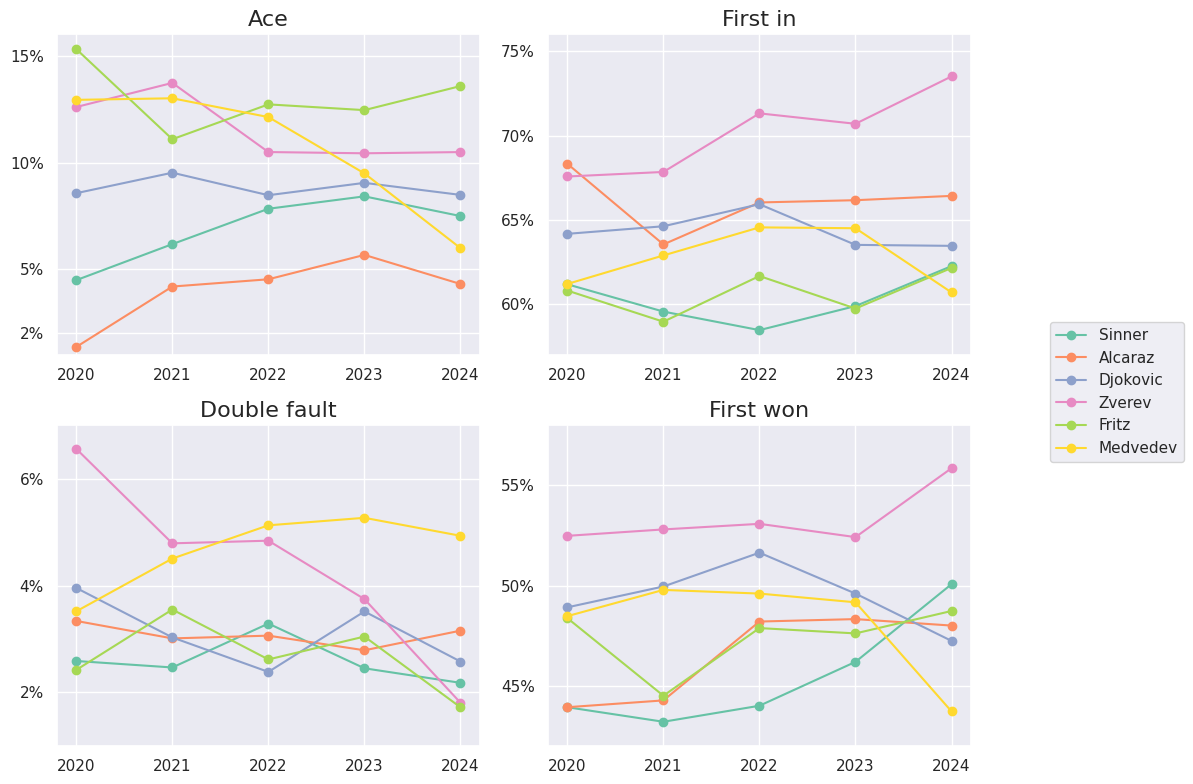 Ace
15%
10%
5%
2%
2020 2021 2022 2023 2024
First in
75%
70%
65%
60%
2020 2021 2022 2023 2024
Double fault
6%
4%
2%
2020 2021 2022 2023 2024
First won
55%
50%
45%
2020 2021 2022 2023 2024
Sinner
Alcaraz
Djokovic
Zverev
Fritz
Medvedev